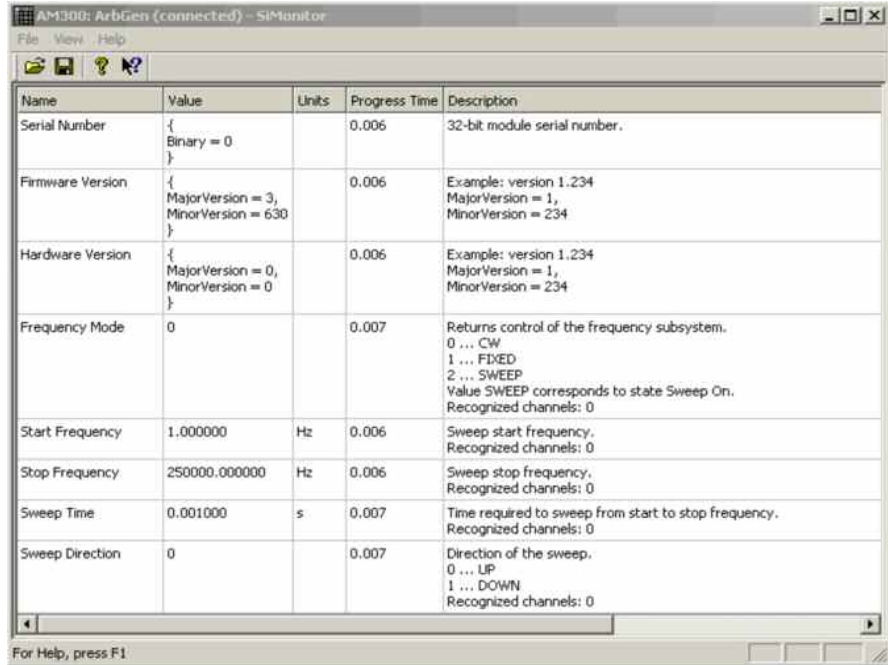 AM300: ArbGen (connected) - SiMonitor
File View Help
Name Value Units Progress Time Description
Serial Number { 0.006 32-bit module serial number.
Binary = 0
}
Firmware Version { 0.006 Example: version 1.234
MajorVersion = 3, MajorVersion = 1,
MinorVersion = 630 MinorVersion = 234
}
Hardware Version { 0.006 Example: version 1.234
MajorVersion = 0, MajorVersion = 1,
MinorVersion = 0 MinorVersion = 234
}
Frequency Mode 0 0.007 Returns control of the frequency subsystem.
0 ... CW
1 ... FIXED
2 ... SWEEP
Value SWEEP corresponds to state Sweep On.
Recognized channels: 0
Start Frequency 1.000000 Hz 0.006 Sweep start frequency.
Recognized channels: 0
Stop Frequency 250000.000000 Hz 0.006 Sweep stop frequency.
Recognized channels: 0
Sweep Time 0.001000 s 0.007 Time required to sweep from start to stop frequency.
Recognized channels: 0
Sweep Direction 0 0.007 Direction of the sweep.
0 ... UP
1 ... DOWN
Recognized channels: 0
For Help, press F1